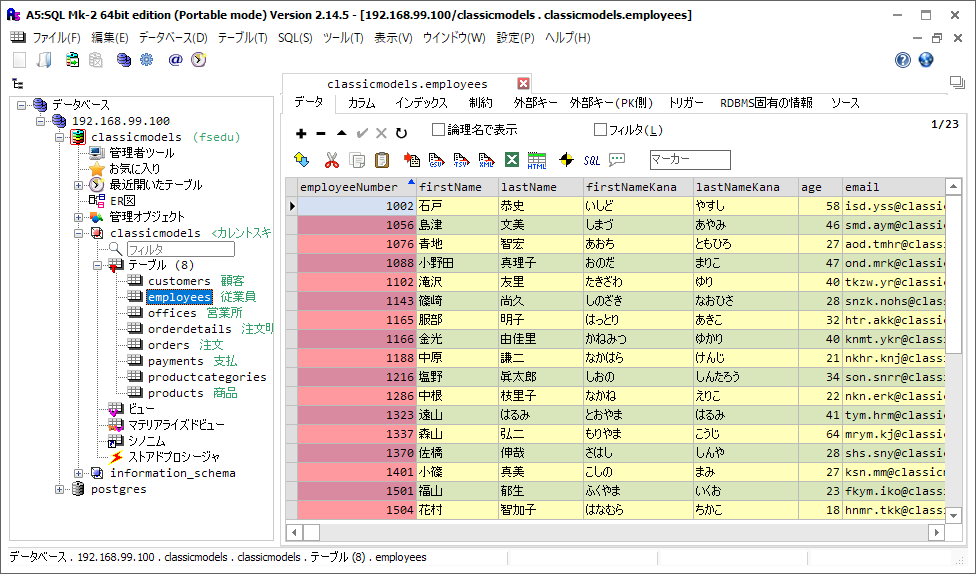 A5:SQL Mk-2 64bit edition (Portable mode) Version 2.14.5 - [192.168.99.100/classicmodels . classicmodels.employees]
ファイル(F) 編集(E) データベース(D) テーブル(T) SQL(S) ツール(T) 表示(V) ウインドウ(W) 設定(P) ヘルプ(H)
データベース
192.168.99.100
classicmodels (fsedu)
管理者ツール
お気に入り
最近開いたテーブル
ER図
管理オブジェクト
classicmodels <カレントスキ
フィルタ
テーブル (8)
customers 顧客
employees 従業員
offices 営業所
orderdetails 注文明
orders 注文
payments 支払
productcategories
products 商品
ビュー
マテリアライズドビュー
シノニム
ストアドプロシージャ
information_schema
postgres
classicmodels.employees
データ カラム インデックス 制約 外部キー 外部キー(PK側) トリガー RDBMS固有の情報 ソース
論理名で表示 フィルタ(L) 1/23
CSV TSV XML HTML SQL マーカー
employeeNumber firstName lastName firstNameKana lastNameKana age email
1002 石戸 恭史 いしど やすし 58 isd.yss@classi
1056 島津 文美 しまづ あやみ 46 smd.aym@classi
1076 青地 智宏 あおち ともひろ 27 aod.tmhr@class
1088 小野田 真理子 おのだ まりこ 47 ond.mrk@classi
1102 滝沢 友里 たきざわ ゆり 40 tkzw.yr@classi
1143 篠崎 尚久 しのざき なおひさ 28 snzk.nohs@clas
1165 服部 明子 はっとり あきこ 32 htr.akk@classi
1166 金光 由佳里 かねみつ ゆかり 40 knmt.ykr@class
1188 中原 謙二 なかはら けんじ 21 nkhr.knj@class
1216 塩野 眞太郎 しおの しんたろう 34 son.snrr@class
1286 中根 枝里子 なかね えりこ 22 nkn.erk@classi
1323 遠山 はるみ とおやま はるみ 41 tym.hrm@classi
1337 森山 弘二 もりやま こうじ 64 mrym.kj@classi
1370 佐橋 伸哉 さはし しんや 28 shs.sny@classi
1401 小篠 真美 こしの まみ 27 ksn.mm@classic
1501 福山 郁生 ふくやま いくお 23 fkym.iko@class
1504 花村 智加子 はなむら ちかこ 18 hnmr.tkk@class
データベース . 192.168.99.100 . classicmodels . classicmodels . テーブル (8) . employees